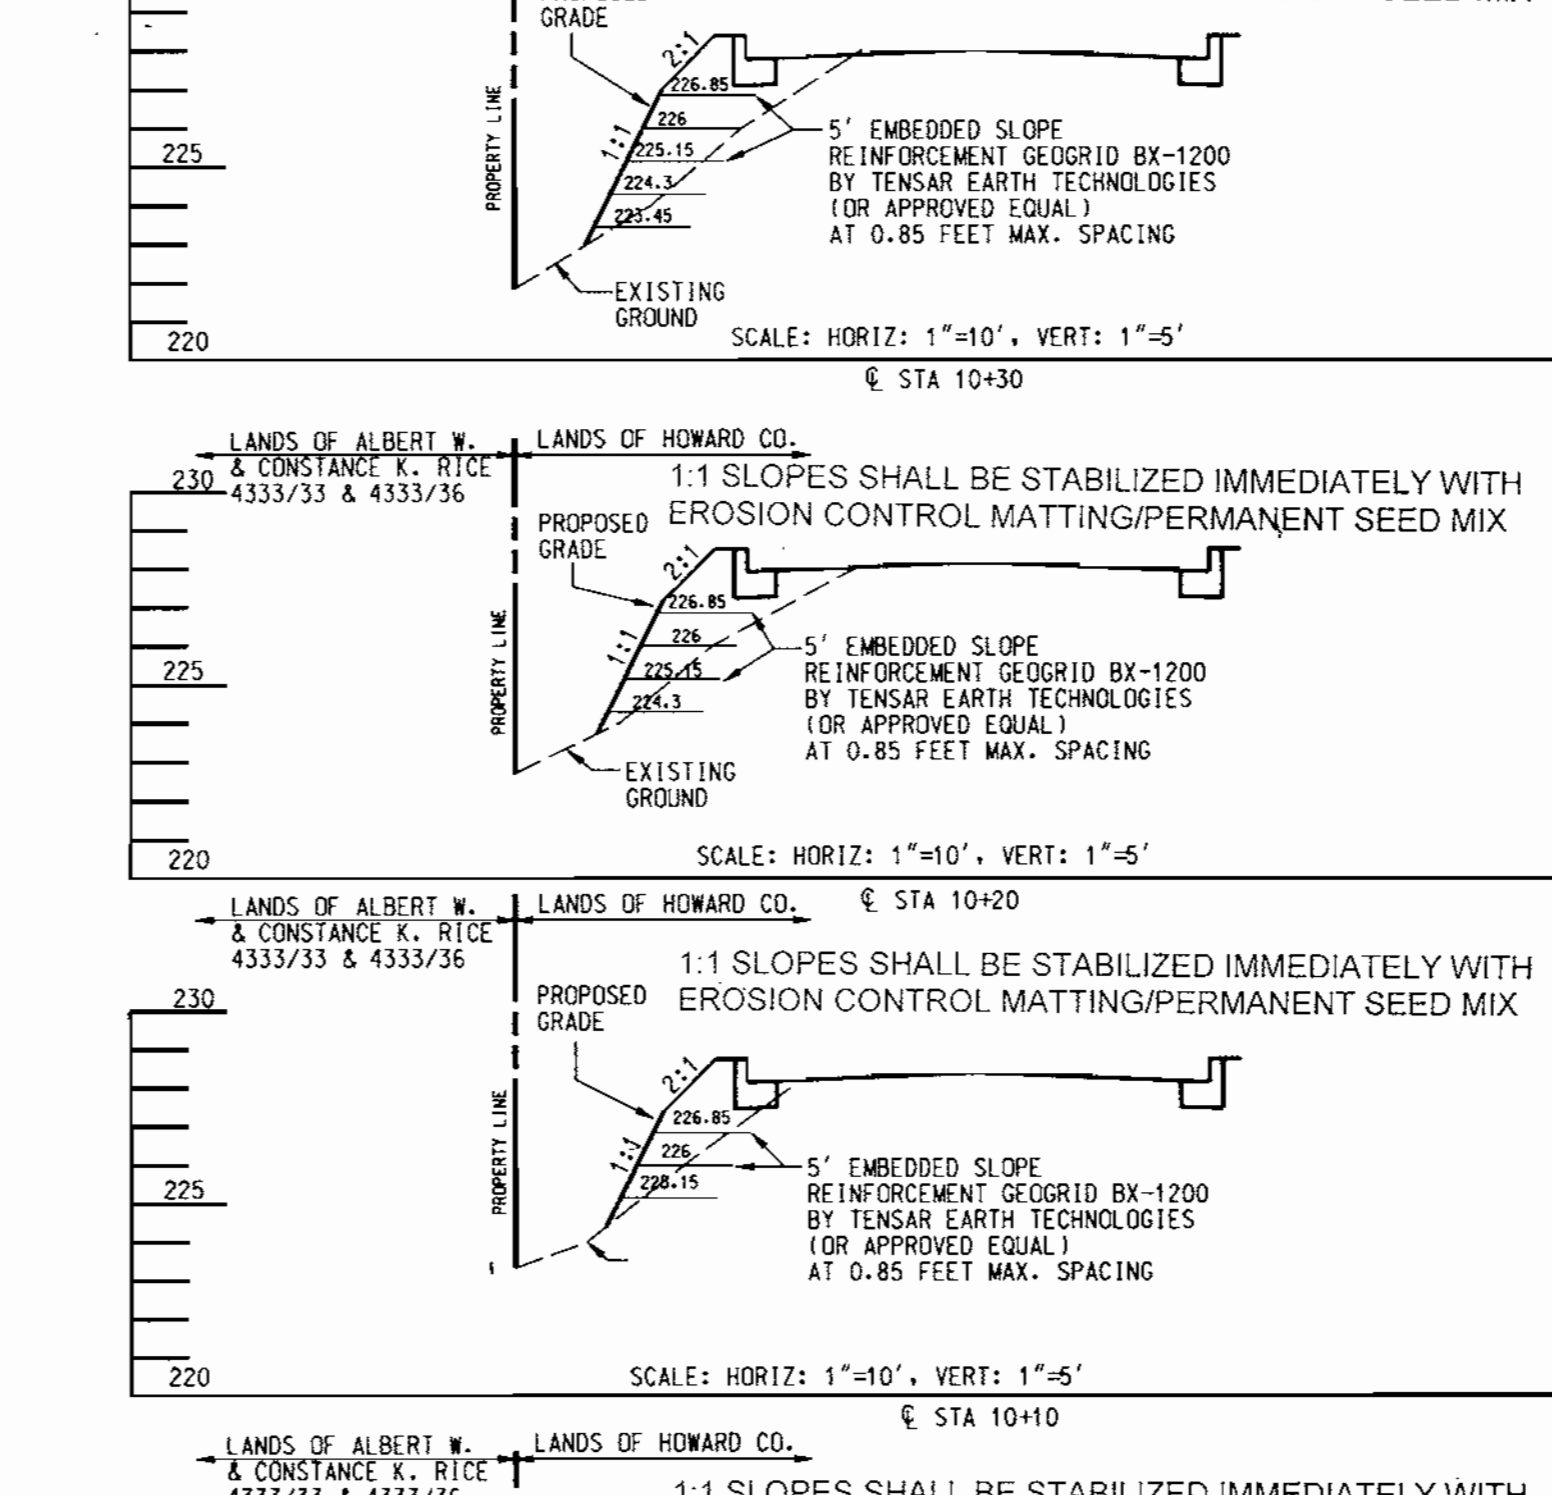 GRADE
2:1
226.85
226
1:1
225.15
224.3
223.45
PROPERTY LINE
225
220
5' EMBEDDED SLOPE
REINFORCEMENT GEOGRID BX-1200
BY TENSAR EARTH TECHNOLOGIES
(OR APPROVED EQUAL)
AT 0.85 FEET MAX. SPACING
EXISTING
GROUND
SCALE: HORIZ: 1"=10', VERT: 1"=5'
℄ STA 10+30
LANDS OF ALBERT W.
& CONSTANCE K. RICE
4333/33 & 4333/36
LANDS OF HOWARD CO.
1:1 SLOPES SHALL BE STABILIZED IMMEDIATELY WITH
EROSION CONTROL MATTING/PERMANENT SEED MIX
230
PROPOSED
GRADE
2:1
226.85
226
1:1
225.15
224.3
PROPERTY LINE
225
220
5' EMBEDDED SLOPE
REINFORCEMENT GEOGRID BX-1200
BY TENSAR EARTH TECHNOLOGIES
(OR APPROVED EQUAL)
AT 0.85 FEET MAX. SPACING
EXISTING
GROUND
SCALE: HORIZ: 1"=10', VERT: 1"=5'
℄ STA 10+20
LANDS OF ALBERT W.
& CONSTANCE K. RICE
4333/33 & 4333/36
LANDS OF HOWARD CO.
1:1 SLOPES SHALL BE STABILIZED IMMEDIATELY WITH
EROSION CONTROL MATTING/PERMANENT SEED MIX
230
PROPOSED
GRADE
2:1
226.85
226
1:1
228.15
PROPERTY LINE
225
220
5' EMBEDDED SLOPE
REINFORCEMENT GEOGRID BX-1200
BY TENSAR EARTH TECHNOLOGIES
(OR APPROVED EQUAL)
AT 0.85 FEET MAX. SPACING
SCALE: HORIZ: 1"=10', VERT: 1"=5'
℄ STA 10+10
LANDS OF ALBERT W.
& CONSTANCE K. RICE
LANDS OF HOWARD CO.
1:1 SLOPES SHALL BE STABILIZED IMMEDIATELY WITH